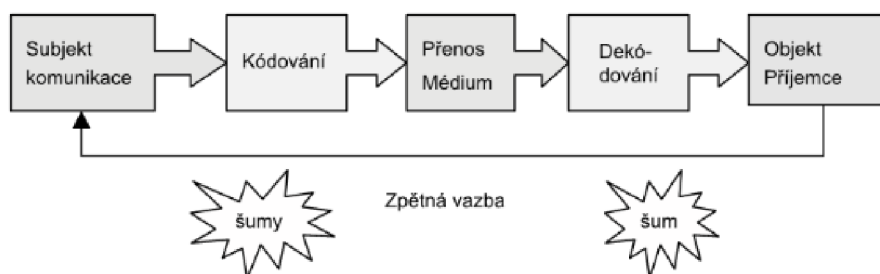 Subjekt
komunikace
Kódování
Přenos
Médium
Dekó-
dování
Objekt
Příjemce
Zpětná vazba
šumy
šum